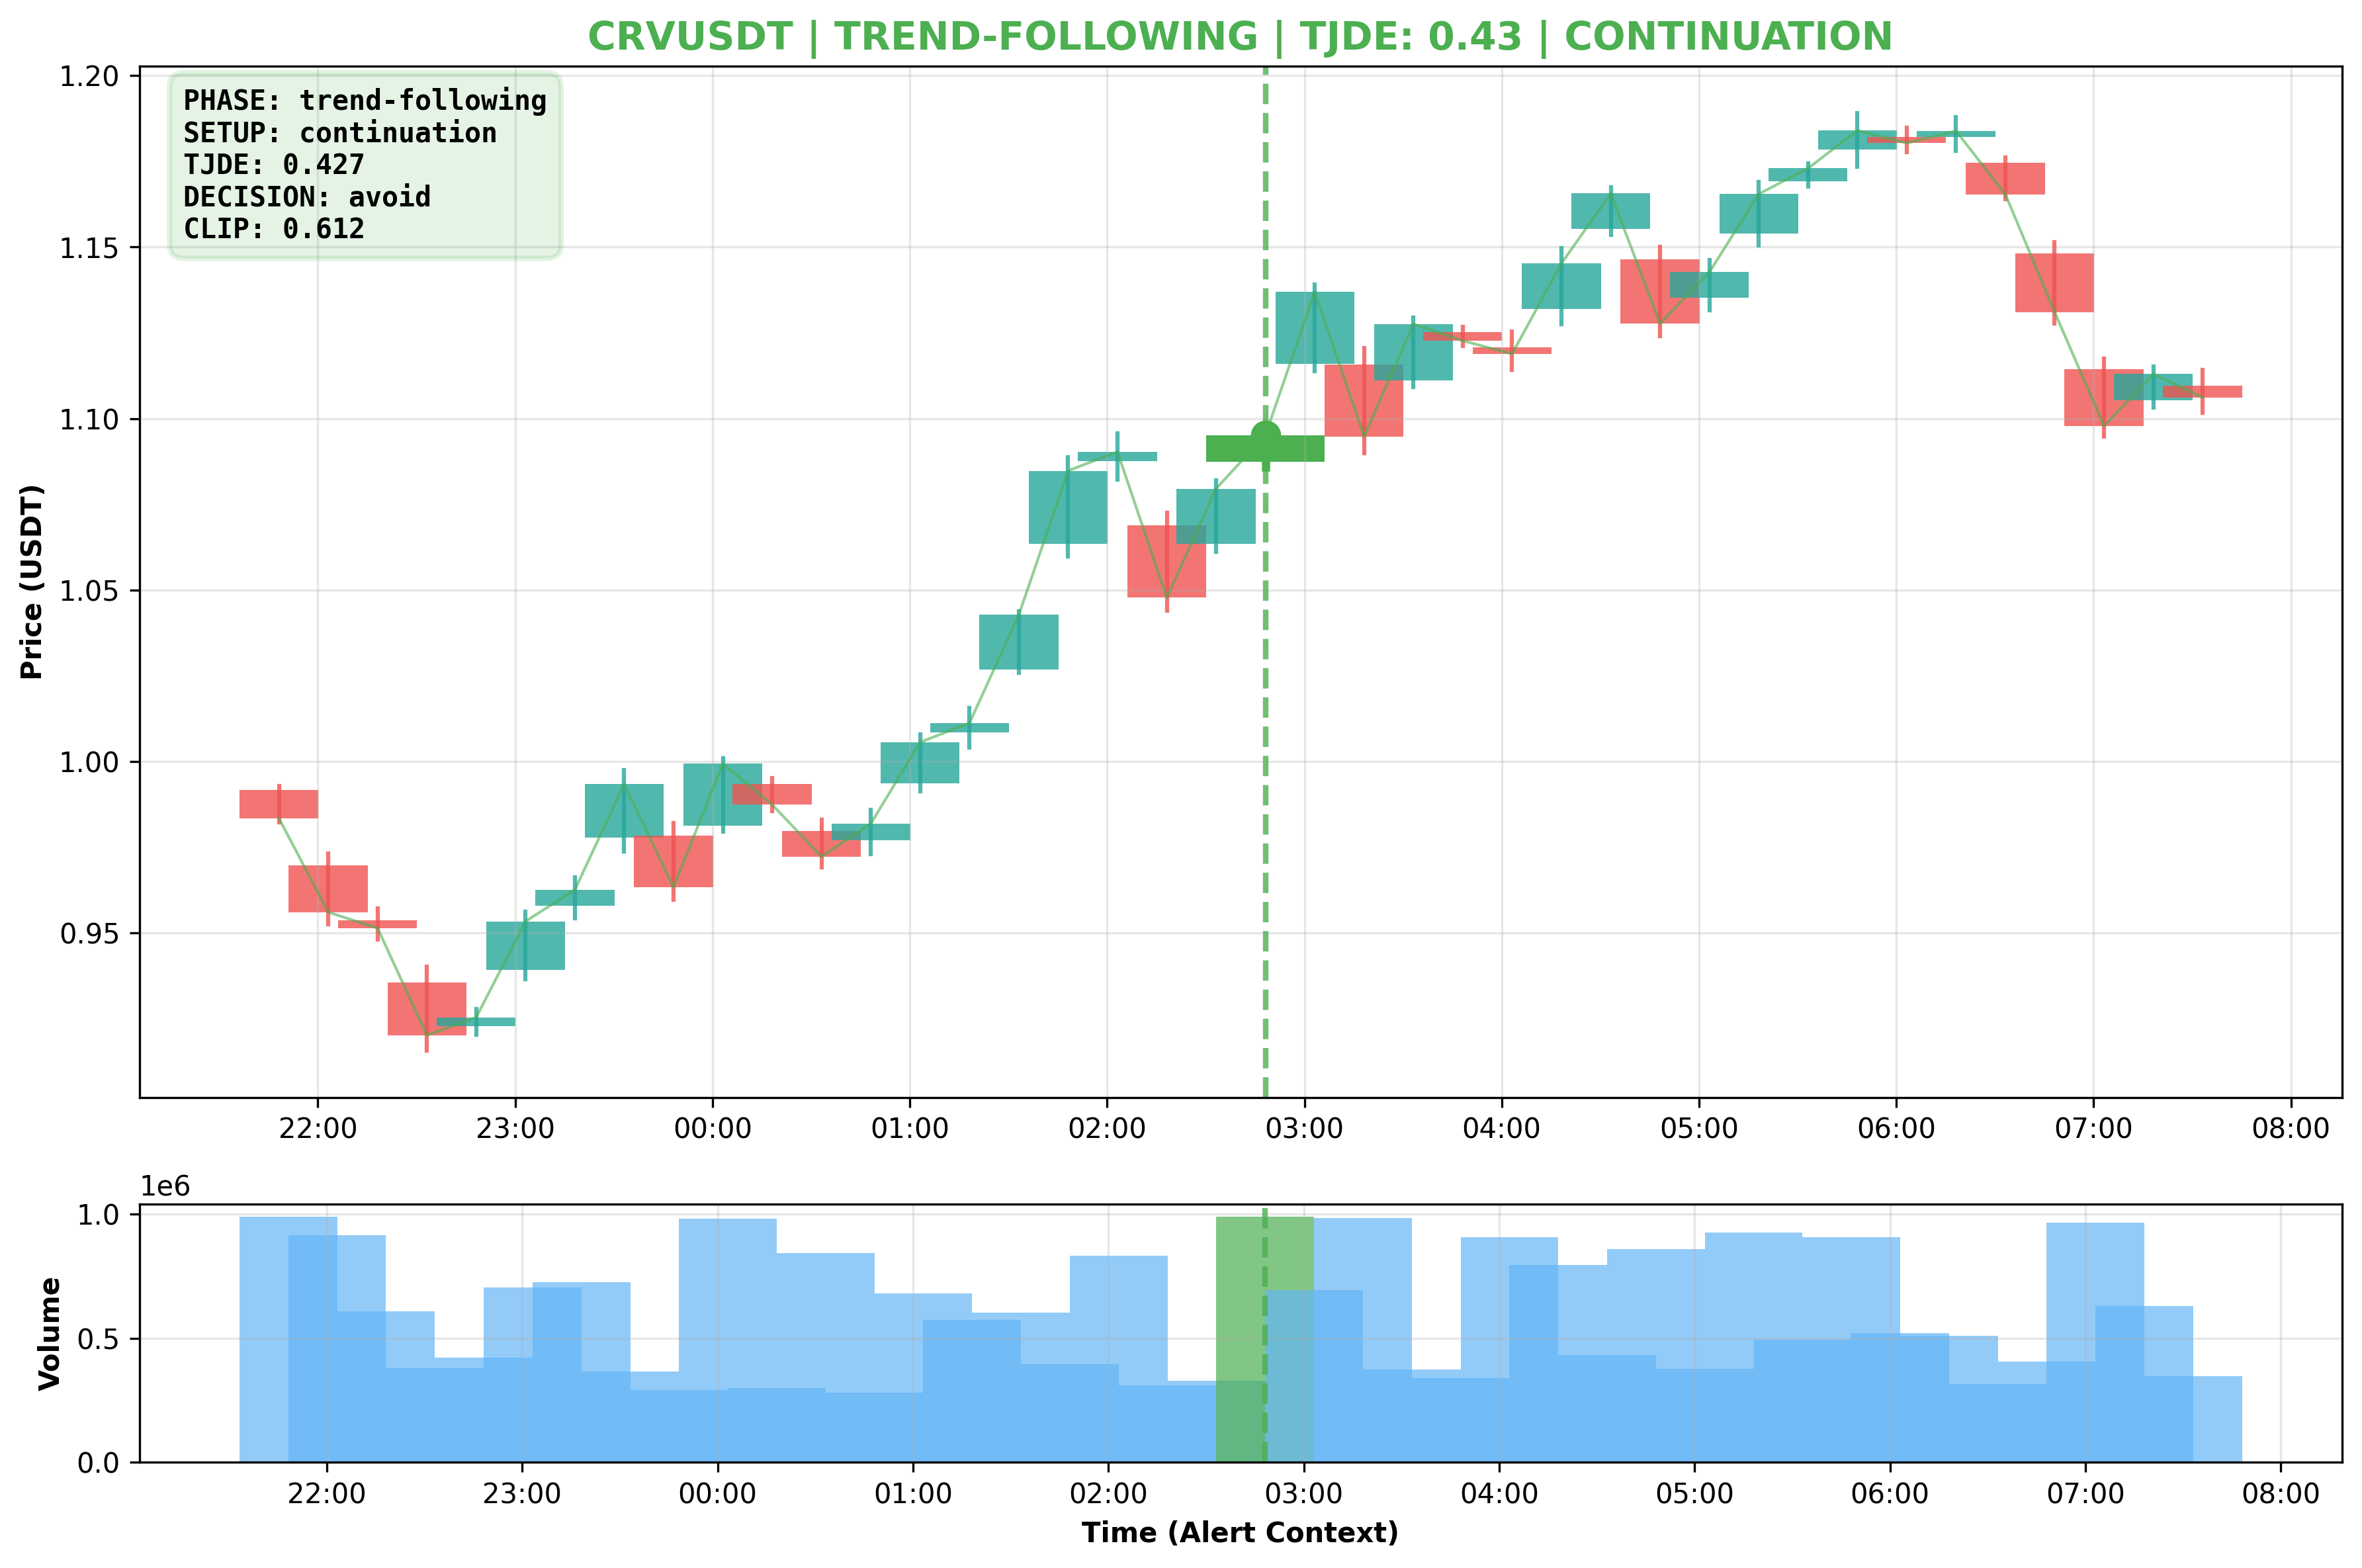 CRVUSDT | TREND-FOLLOWING | TJDE: 0.43 | CONTINUATION
PHASE: trend-following
SETUP: continuation
TJDE: 0.427
DECISION: avoid
CLIP: 0.612
Price (USDT)
1.20
1.15
1.10
1.05
1.00
0.95
22:00 23:00 00:00 01:00 02:00 03:00 04:00 05:00 06:00 07:00 08:00
1e6
Volume
1.0
0.5
0.0
22:00 23:00 00:00 01:00 02:00 03:00 04:00 05:00 06:00 07:00 08:00
Time (Alert Context)